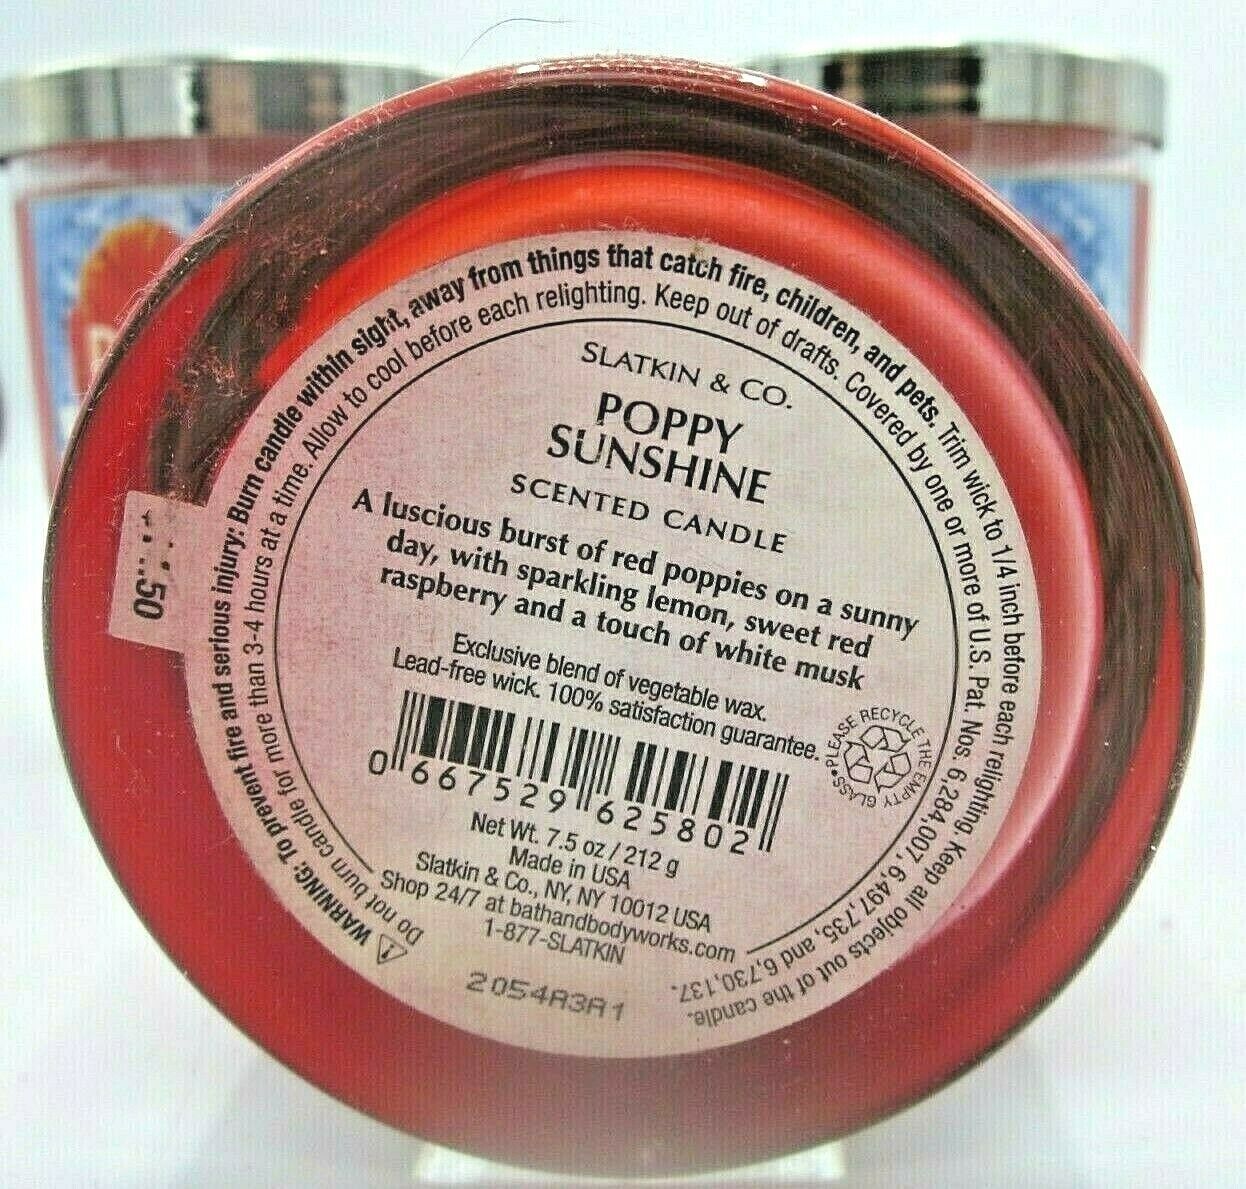 WARNING: To prevent fire and serious injury: Burn candle within sight, away from things that catch fire, children, and pets. Trim wick to 1/4 inch before each relighting. Keep all objects out of the candle.
Do not burn candle for more than 3-4 hours at a time. Allow to cool before each relighting. Keep out of drafts. Covered by one or more of U.S. Pat. Nos. 6,284,007, 6,497,735, and 6,730,137.
SLATKIN & CO.
POPPY
SUNSHINE
SCENTED CANDLE
A luscious burst of red poppies on a sunny
day, with sparkling lemon, sweet red
raspberry and a touch of white musk
Exclusive blend of vegetable wax.
Lead-free wick. 100% satisfaction guarantee.
PLEASE RECYCLE THE EMPTY GLASS
0 667529 625802
Net Wt. 7.5 oz / 212 g
Made in USA
Slatkin & Co., NY, NY 10012 USA
Shop 24/7 at bathandbodyworks.com
1-877-SLATKIN
2054A3A1
.50